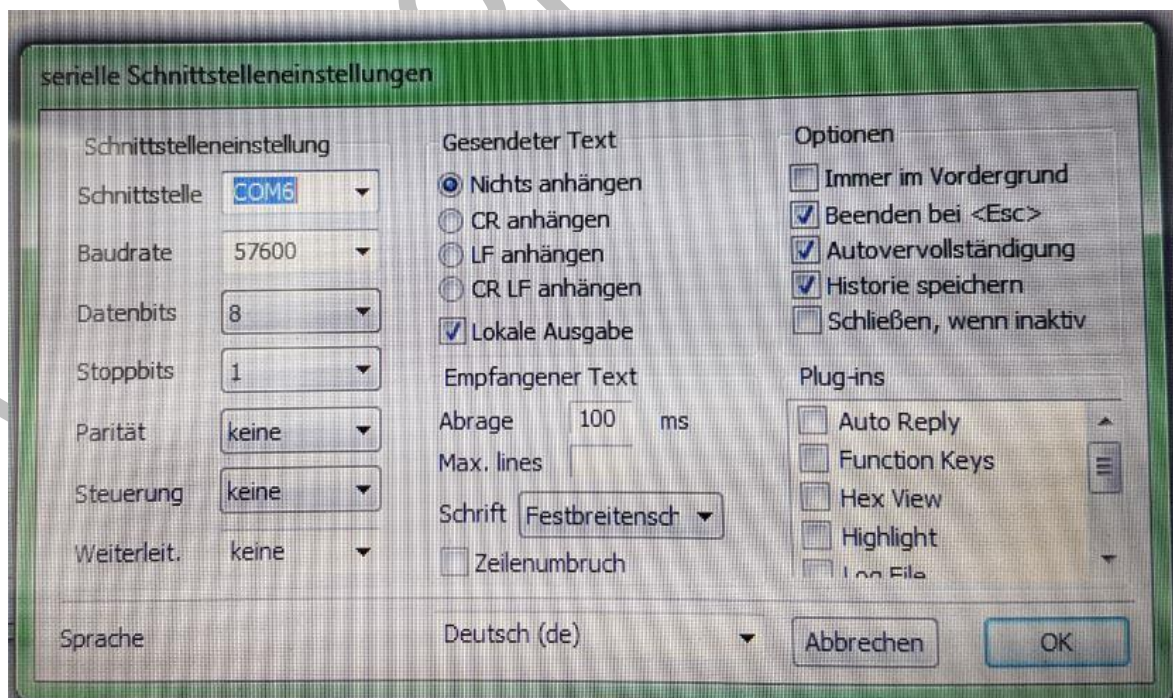 serielle Schnittstelleneinstellungen
Schnittstelleneinstellung
Schnittstelle COM6
Baudrate 57600
Datenbits 8
Stoppbits 1
Parität keine
Steuerung keine
Weiterleit. keine
Gesendeter Text
Nichts anhängen
CR anhängen
LF anhängen
CR LF anhängen
Lokale Ausgabe
Empfangener Text
Abrage 100 ms
Max. lines
Schrift Festbreitensch
Zeilenumbruch
Optionen
Immer im Vordergrund
Beenden bei <Esc>
Autovervollständigung
Historie speichern
Schließen, wenn inaktiv
Plug-ins
Auto Reply
Function Keys
Hex View
Highlight
Log File
Sprache Deutsch (de)
Abbrechen OK